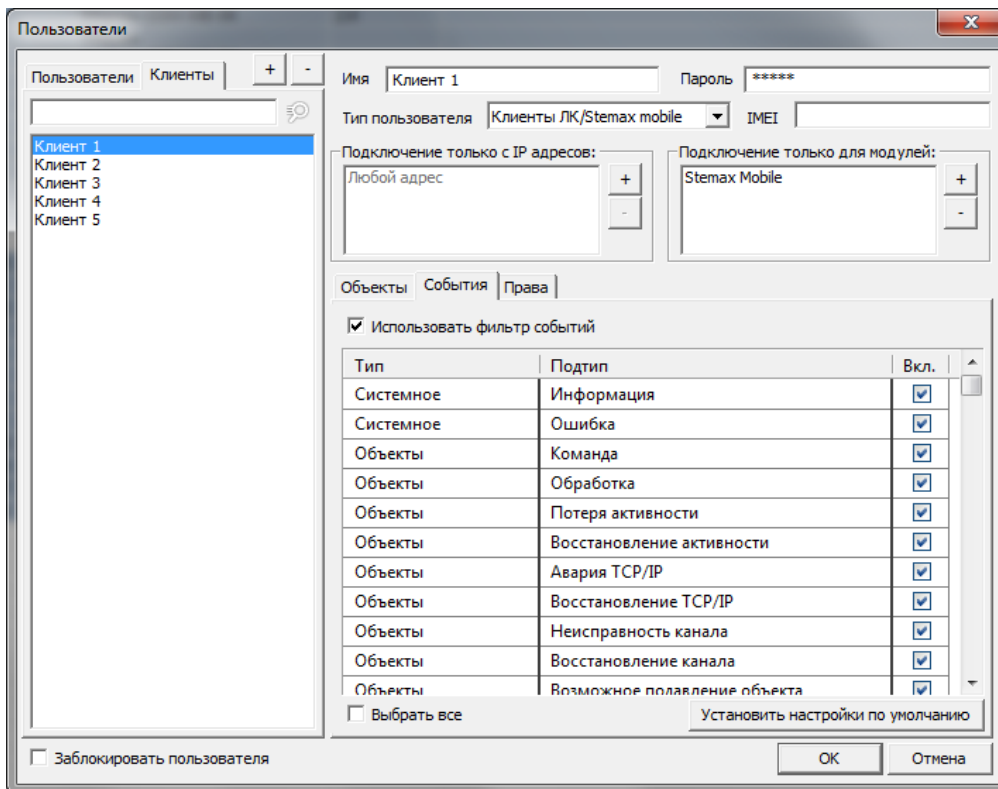 Пользователи
Пользователи Клиенты + -
Клиент 1
Клиент 2
Клиент 3
Клиент 4
Клиент 5
Имя Клиент 1 Пароль *****
Тип пользователя Клиенты ЛК/Stemax mobile IMEI
Подключение только с IP адресов: Подключение только для модулей:
Любой адрес + Stemax Mobile +
- -
Объекты События Права
Использовать фильтр событий
Тип Подтип Вкл.
Системное Информация
Системное Ошибка
Объекты Команда
Объекты Обработка
Объекты Потеря активности
Объекты Восстановление активности
Объекты Авария TCP/IP
Объекты Восстановление TCP/IP
Объекты Неисправность канала
Объекты Восстановление канала
Объекты Возможное подавление объекта
Выбрать все Установить настройки по умолчанию
Заблокировать пользователя OK Отмена